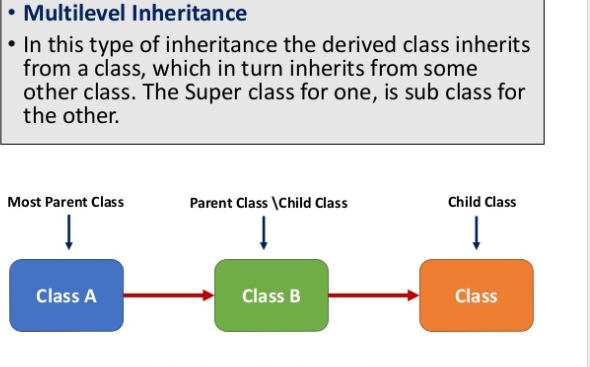 • Multilevel Inheritance
• In this type of inheritance the derived class inherits
from a class, which in turn inherits from some
other class. The Super class for one, is sub class for
the other.
Most Parent Class
Parent Class \Child Class
Child Class
Class A
Class B
Class